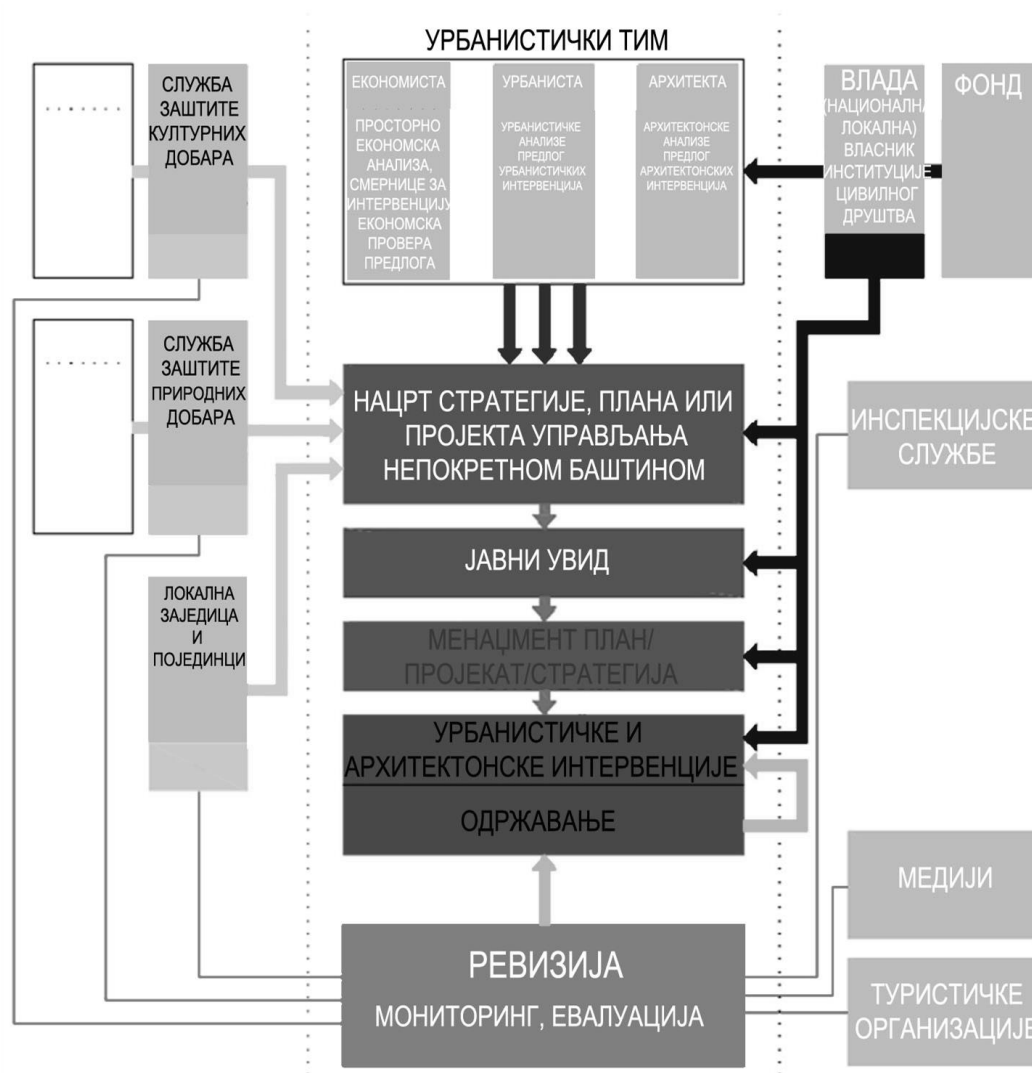 УРБАНИСТИЧКИ ТИМ
СЛУЖБА
ЗАШТИТЕ
КУЛТУРНИХ
ДОБАРА
ЕКОНОМИСТА
ПРОСТОРНО
ЕКОНОМСКА
АНАЛИЗА,
СМЕРНИЦЕ ЗА
ИНТЕРВЕНЦИЈУ
ЕКОНОМСКА
ПРОВЕРА
ПРЕДЛОГА
УРБАНИСТА
УРБАНИСТИЧКЕ
АНАЛИЗЕ
ПРЕДЛОГ
УРБАНИСТИЧКИХ
ИНТЕРВЕНЦИЈА
АРХИТЕКТА
АРХИТЕКТОНСКЕ
АНАЛИЗЕ
ПРЕДЛОГ
АРХИТЕКТОНСКИХ
ИНТЕРВЕНЦИЈА
ВЛАДА
(НАЦИОНАЛНА
ЛОКАЛНА)
ВЛАСНИК
ИНСТИТУЦИЈЕ
ЦИВИЛНОГ
ДРУШТВА
ФОНД
СЛУЖБА
ЗАШТИТЕ
ПРИРОДНИХ
ДОБАРА
НАЦРТ СТРАТЕГИЈЕ, ПЛАНА ИЛИ
ПРОЈЕКТА УПРАВЉАЊА
НЕПОКРЕТНОМ БАШТИНОМ
ИНСПЕКЦИЈСКЕ
СЛУЖБЕ
ЈАВНИ УВИД
ЛОКАЛНА
ЗАЈЕДИЦА
И
ПОЈЕДИНЦИ
МЕНАЏМЕНТ ПЛАН/
ПРОЈЕКАТ/СТРАТЕГИЈА
УРБАНИСТИЧКЕ И
АРХИТЕКТОНСКЕ ИНТЕРВЕНЦИЈЕ
ОДРЖАВАЊЕ
МЕДИЈИ
РЕВИЗИЈА
МОНИТОРИНГ, ЕВАЛУАЦИЈА
ТУРИСТИЧКЕ
ОРГАНИЗАЦИЈЕ